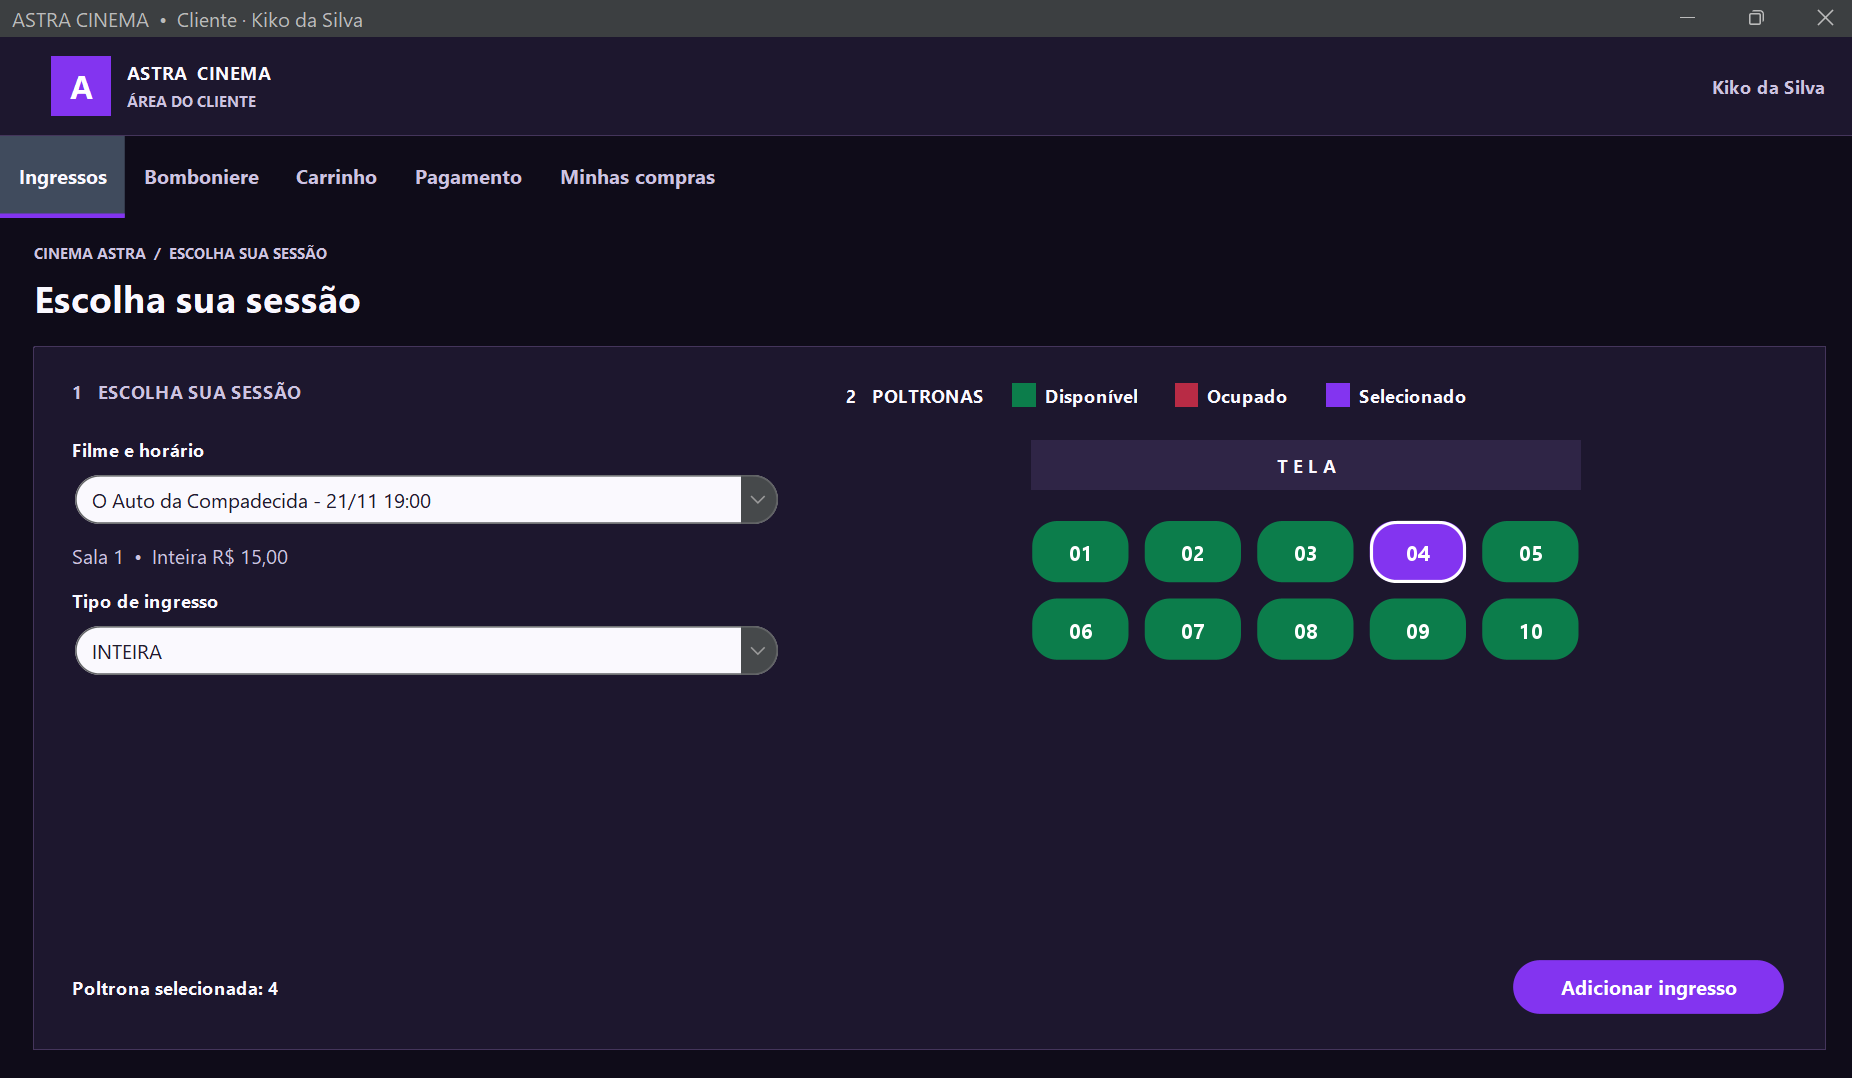 ASTRA CINEMA • Cliente · Kiko da Silva
A
ASTRA CINEMA
ÁREA DO CLIENTE
Kiko da Silva
Ingressos
Bomboniere
Carrinho
Pagamento
Minhas compras
CINEMA ASTRA / ESCOLHA SUA SESSÃO
Escolha sua sessão
1 ESCOLHA SUA SESSÃO
Filme e horário
O Auto da Compadecida - 21/11 19:00
Sala 1 • Inteira R$ 15,00
Tipo de ingresso
INTEIRA
2 POLTRONAS
Disponível
Ocupado
Selecionado
TELA
01 02 03 04 05
06 07 08 09 10
Poltrona selecionada: 4
Adicionar ingresso